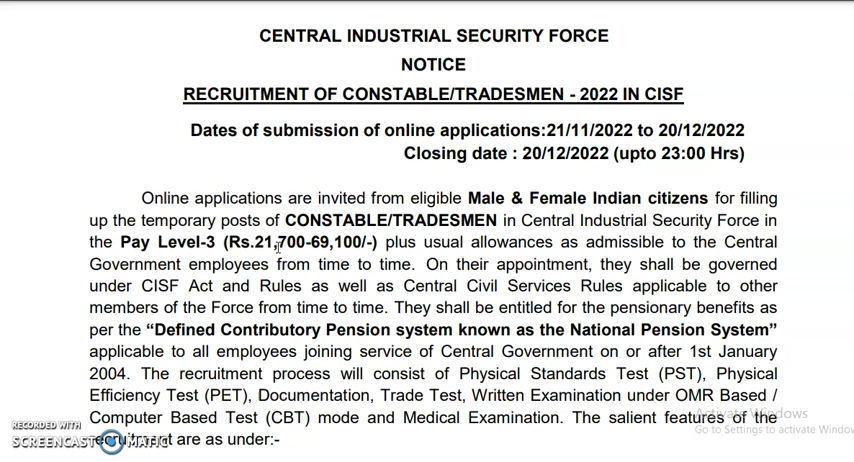 CENTRAL INDUSTRIAL SECURITY FORCE
NOTICE
RECRUITMENT OF CONSTABLE/TRADESMEN - 2022 IN CISF
Dates of submission of online applications:21/11/2022 to 20/12/2022
Closing date : 20/12/2022 (upto 23:00 Hrs)
Online applications are invited from eligible Male & Female Indian citizens for filling
up the temporary posts of CONSTABLE/TRADESMEN in Central Industrial Security Force in
the Pay Level-3 (Rs.21,700-69,100/-) plus usual allowances as admissible to the Central
Government employees from time to time. On their appointment, they shall be governed
under CISF Act and Rules as well as Central Civil Services Rules applicable to other
members of the Force from time to time. They shall be entitled for the pensionary benefits as
per the “Defined Contributory Pension system known as the National Pension System”
applicable to all employees joining service of Central Government on or after 1st January
2004. The recruitment process will consist of Physical Standards Test (PST), Physical
Efficiency Test (PET), Documentation, Trade Test, Written Examination under OMR Based /
Computer Based Test (CBT) mode and Medical Examination. The salient features of the
recruitment are as under:-
Activate Windows
Go to Settings to activate Window
RECORDED WITH
SCREENCAST MATIC